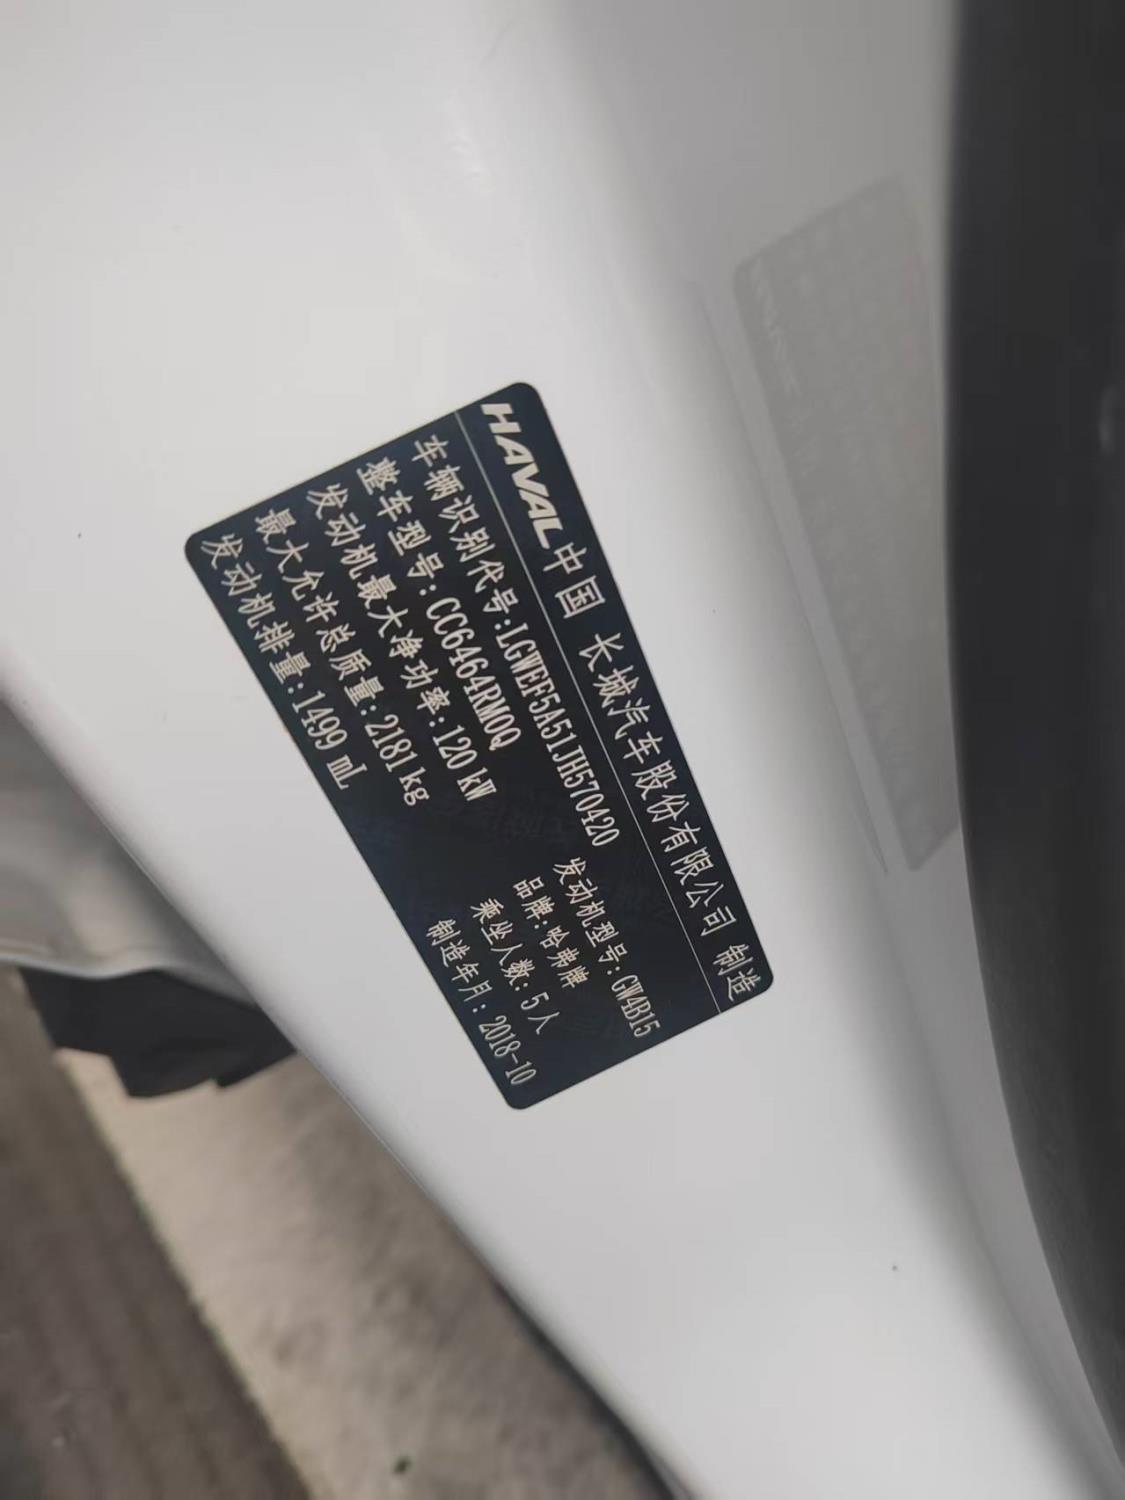 HAVAL 中国 长城汽车股份有限公司 制造
车辆识别代号:LGWEF5A51JH570420
整车型号:CC6464RM0Q 发动机型号:GW4B15
发动机最大净功率:120 kW 品牌:哈弗牌
最大允许总质量:2181 kg 乘坐人数:5人
发动机排量:1499 mL 制造年月:2018-10